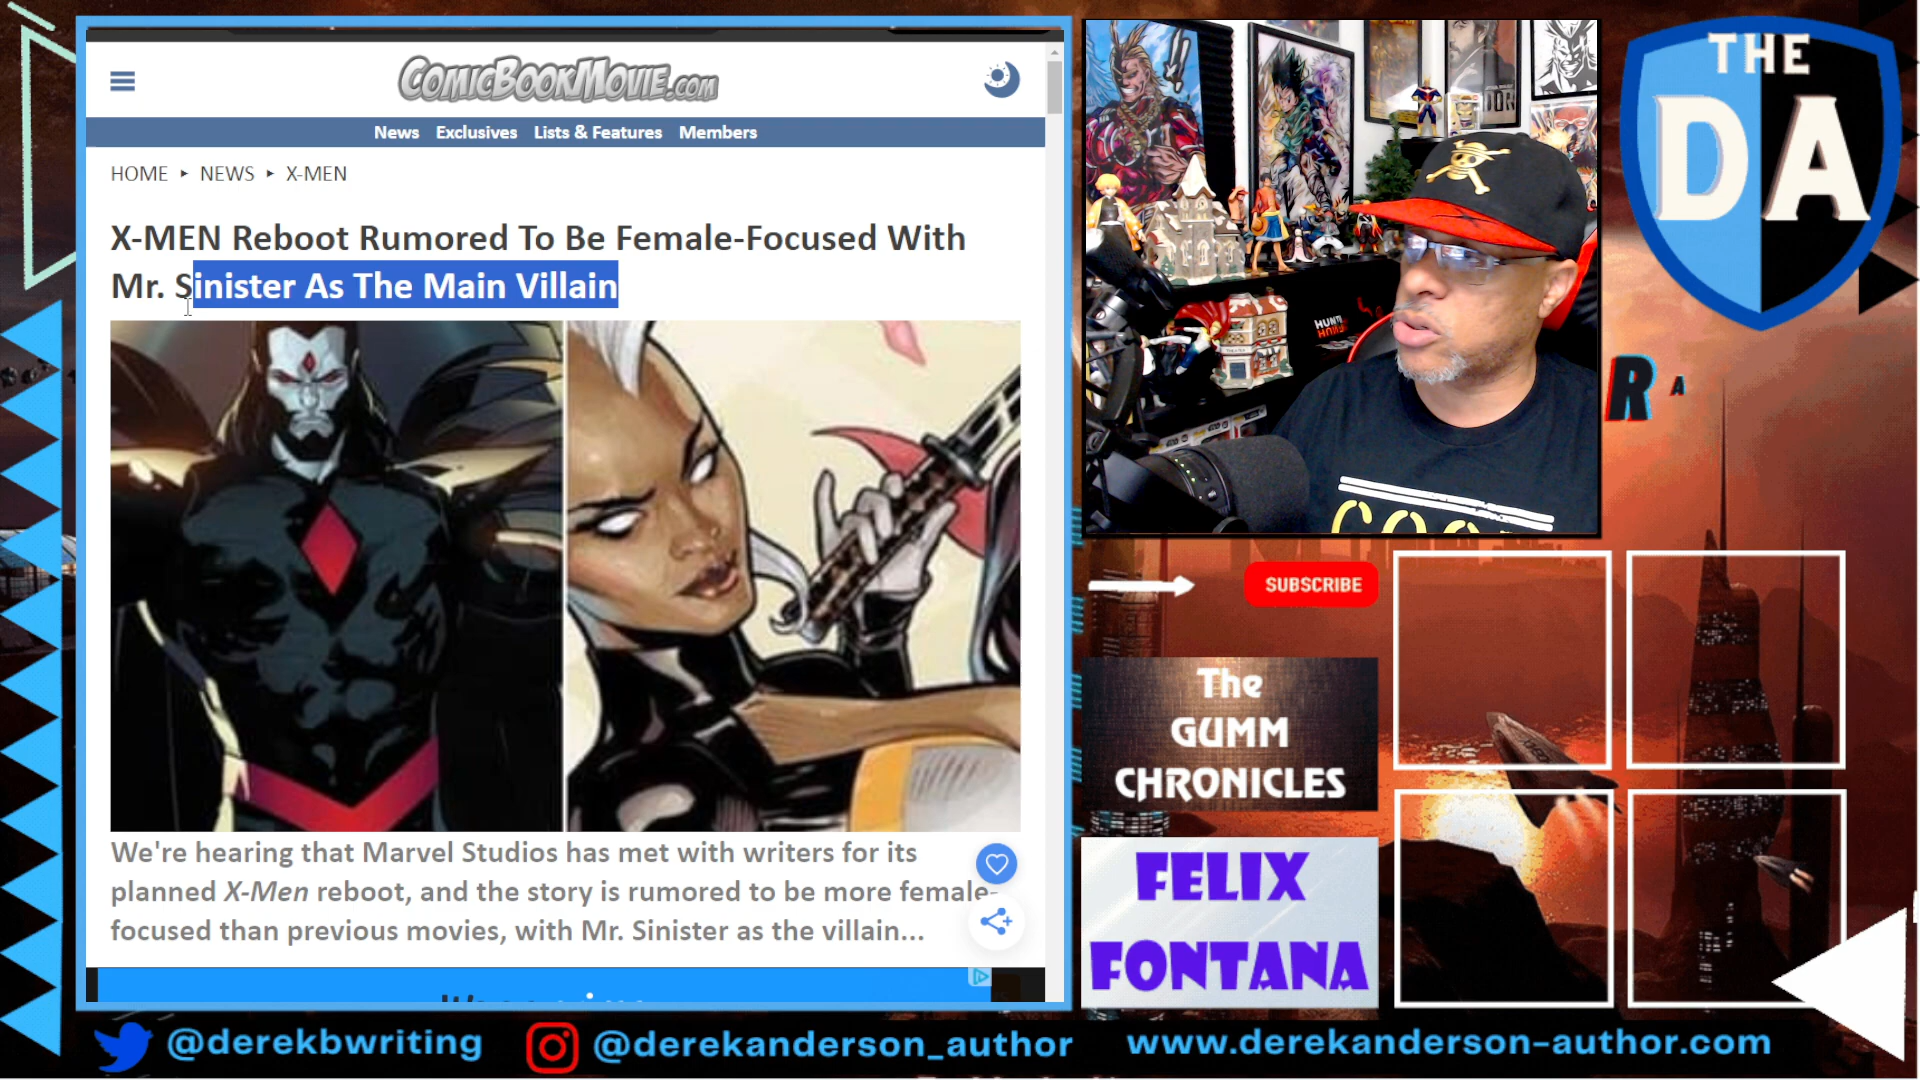 COMICBOOKMOVIE.COM
News Exclusives Lists & Features Members
HOME ▸ NEWS ▸ X-MEN
X-MEN Reboot Rumored To Be Female-Focused With
Mr. Sinister As The Main Villain
We're hearing that Marvel Studios has met with writers for its
planned X-Men reboot, and the story is rumored to be more female-
focused than previous movies, with Mr. Sinister as the villain...
THE
DA
R A
SUBSCRIBE
The
GUMM
CHRONICLES
FELIX
FONTANA
@derekbwriting
@derekanderson_author
www.derekanderson-author.com